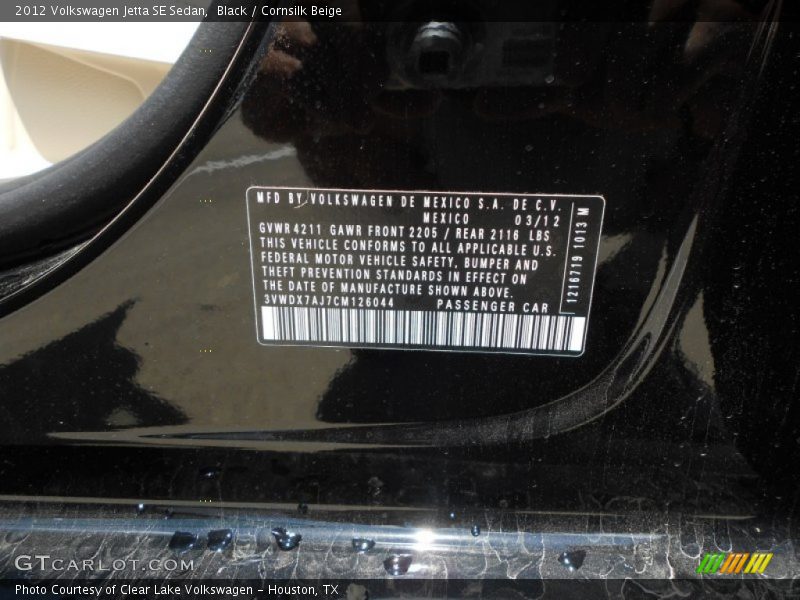 2012 Volkswagen Jetta SE Sedan, Black / Cornsilk Beige
MFD BY VOLKSWAGEN DE MEXICO S.A. DE C.V.
MEXICO 03/12
GVWR 4211 GAWR FRONT 2205 / REAR 2116 LBS
THIS VEHICLE CONFORMS TO ALL APPLICABLE U.S.
FEDERAL MOTOR VEHICLE SAFETY, BUMPER AND
THEFT PREVENTION STANDARDS IN EFFECT ON
THE DATE OF MANUFACTURE SHOWN ABOVE.
3VWDX7AJ7CM126044 PASSENGER CAR
1216719 1013 M
GTCARLOT.COM
Photo Courtesy of Clear Lake Volkswagen – Houston, TX